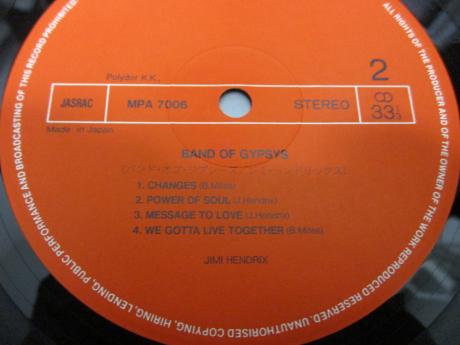 Polydor K.K.,
2
JASRAC
MPA 7006
STEREO
33 1/3
Made in Japan
BAND OF GYPSYS
1. CHANGES (B.Miles)
2. POWER OF SOUL (J.Hendrix)
3. MESSAGE TO LOVE (J.Hendrix)
4. WE GOTTA LIVE TOGETHER (B.Miles)
JIMI HENDRIX
ALL RIGHTS OF THE PRODUCER AND OF THE OWNER OF THE WORK REPRODUCED RESERVED. UNAUTHORISED COPYING, HIRING, LENDING, PUBLIC PERFORMANCE AND BROADCASTING OF THIS RECORD PROHIBITED.